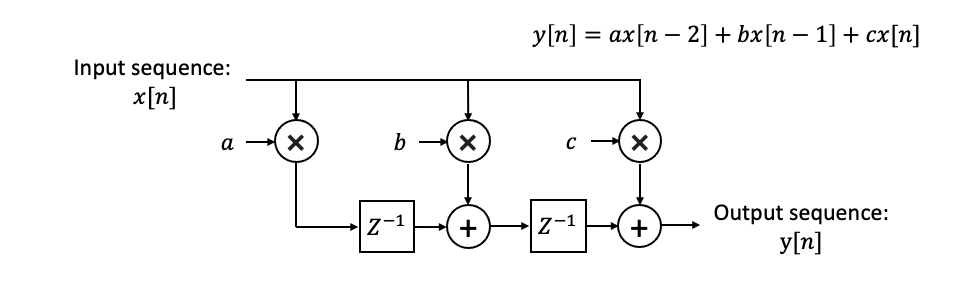 y[n] = ax[n − 2] + bx[n − 1] + cx[n]
Input sequence:
x[n]
a
×
b
×
c
×
Z⁻¹
+
Z⁻¹
+
Output sequence:
y[n]